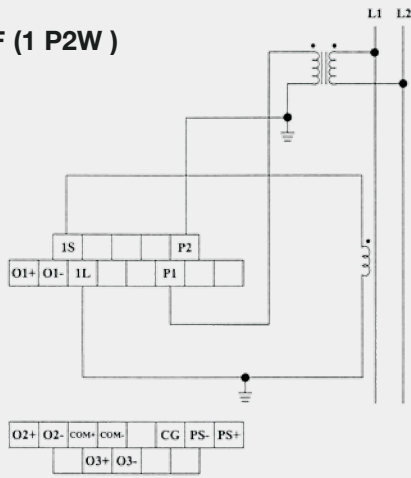 L1 L2
F (1 P2W )
1S P2
O1+ O1- 1L P1
O2+ O2- COM+ COM- CG PS- PS+
O3+ O3-